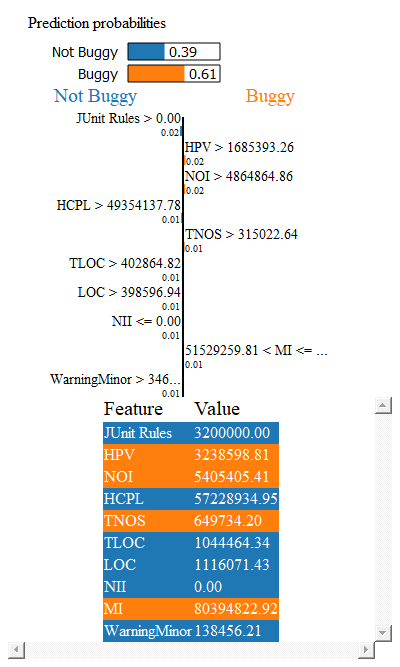 Prediction probabilities
Not Buggy 0.39
Buggy 0.61
Not Buggy Buggy
JUnit Rules > 0.00
0.02
HPV > 1685393.26
0.02
NOI > 4864864.86
0.02
HCPL > 49354137.78
0.01
TNOS > 315022.64
0.01
TLOC > 402864.82
0.01
LOC > 398596.94
0.01
NII <= 0.00
0.01
51529259.81 < MI <= ...
0.01
WarningMinor > 346...
0.01
Feature Value
JUnit Rules 3200000.00
HPV 3238598.81
NOI 5405405.41
HCPL 57228934.95
TNOS 649734.20
TLOC 1044464.34
LOC 1116071.43
NII 0.00
MI 80394822.92
WarningMinor 138456.21